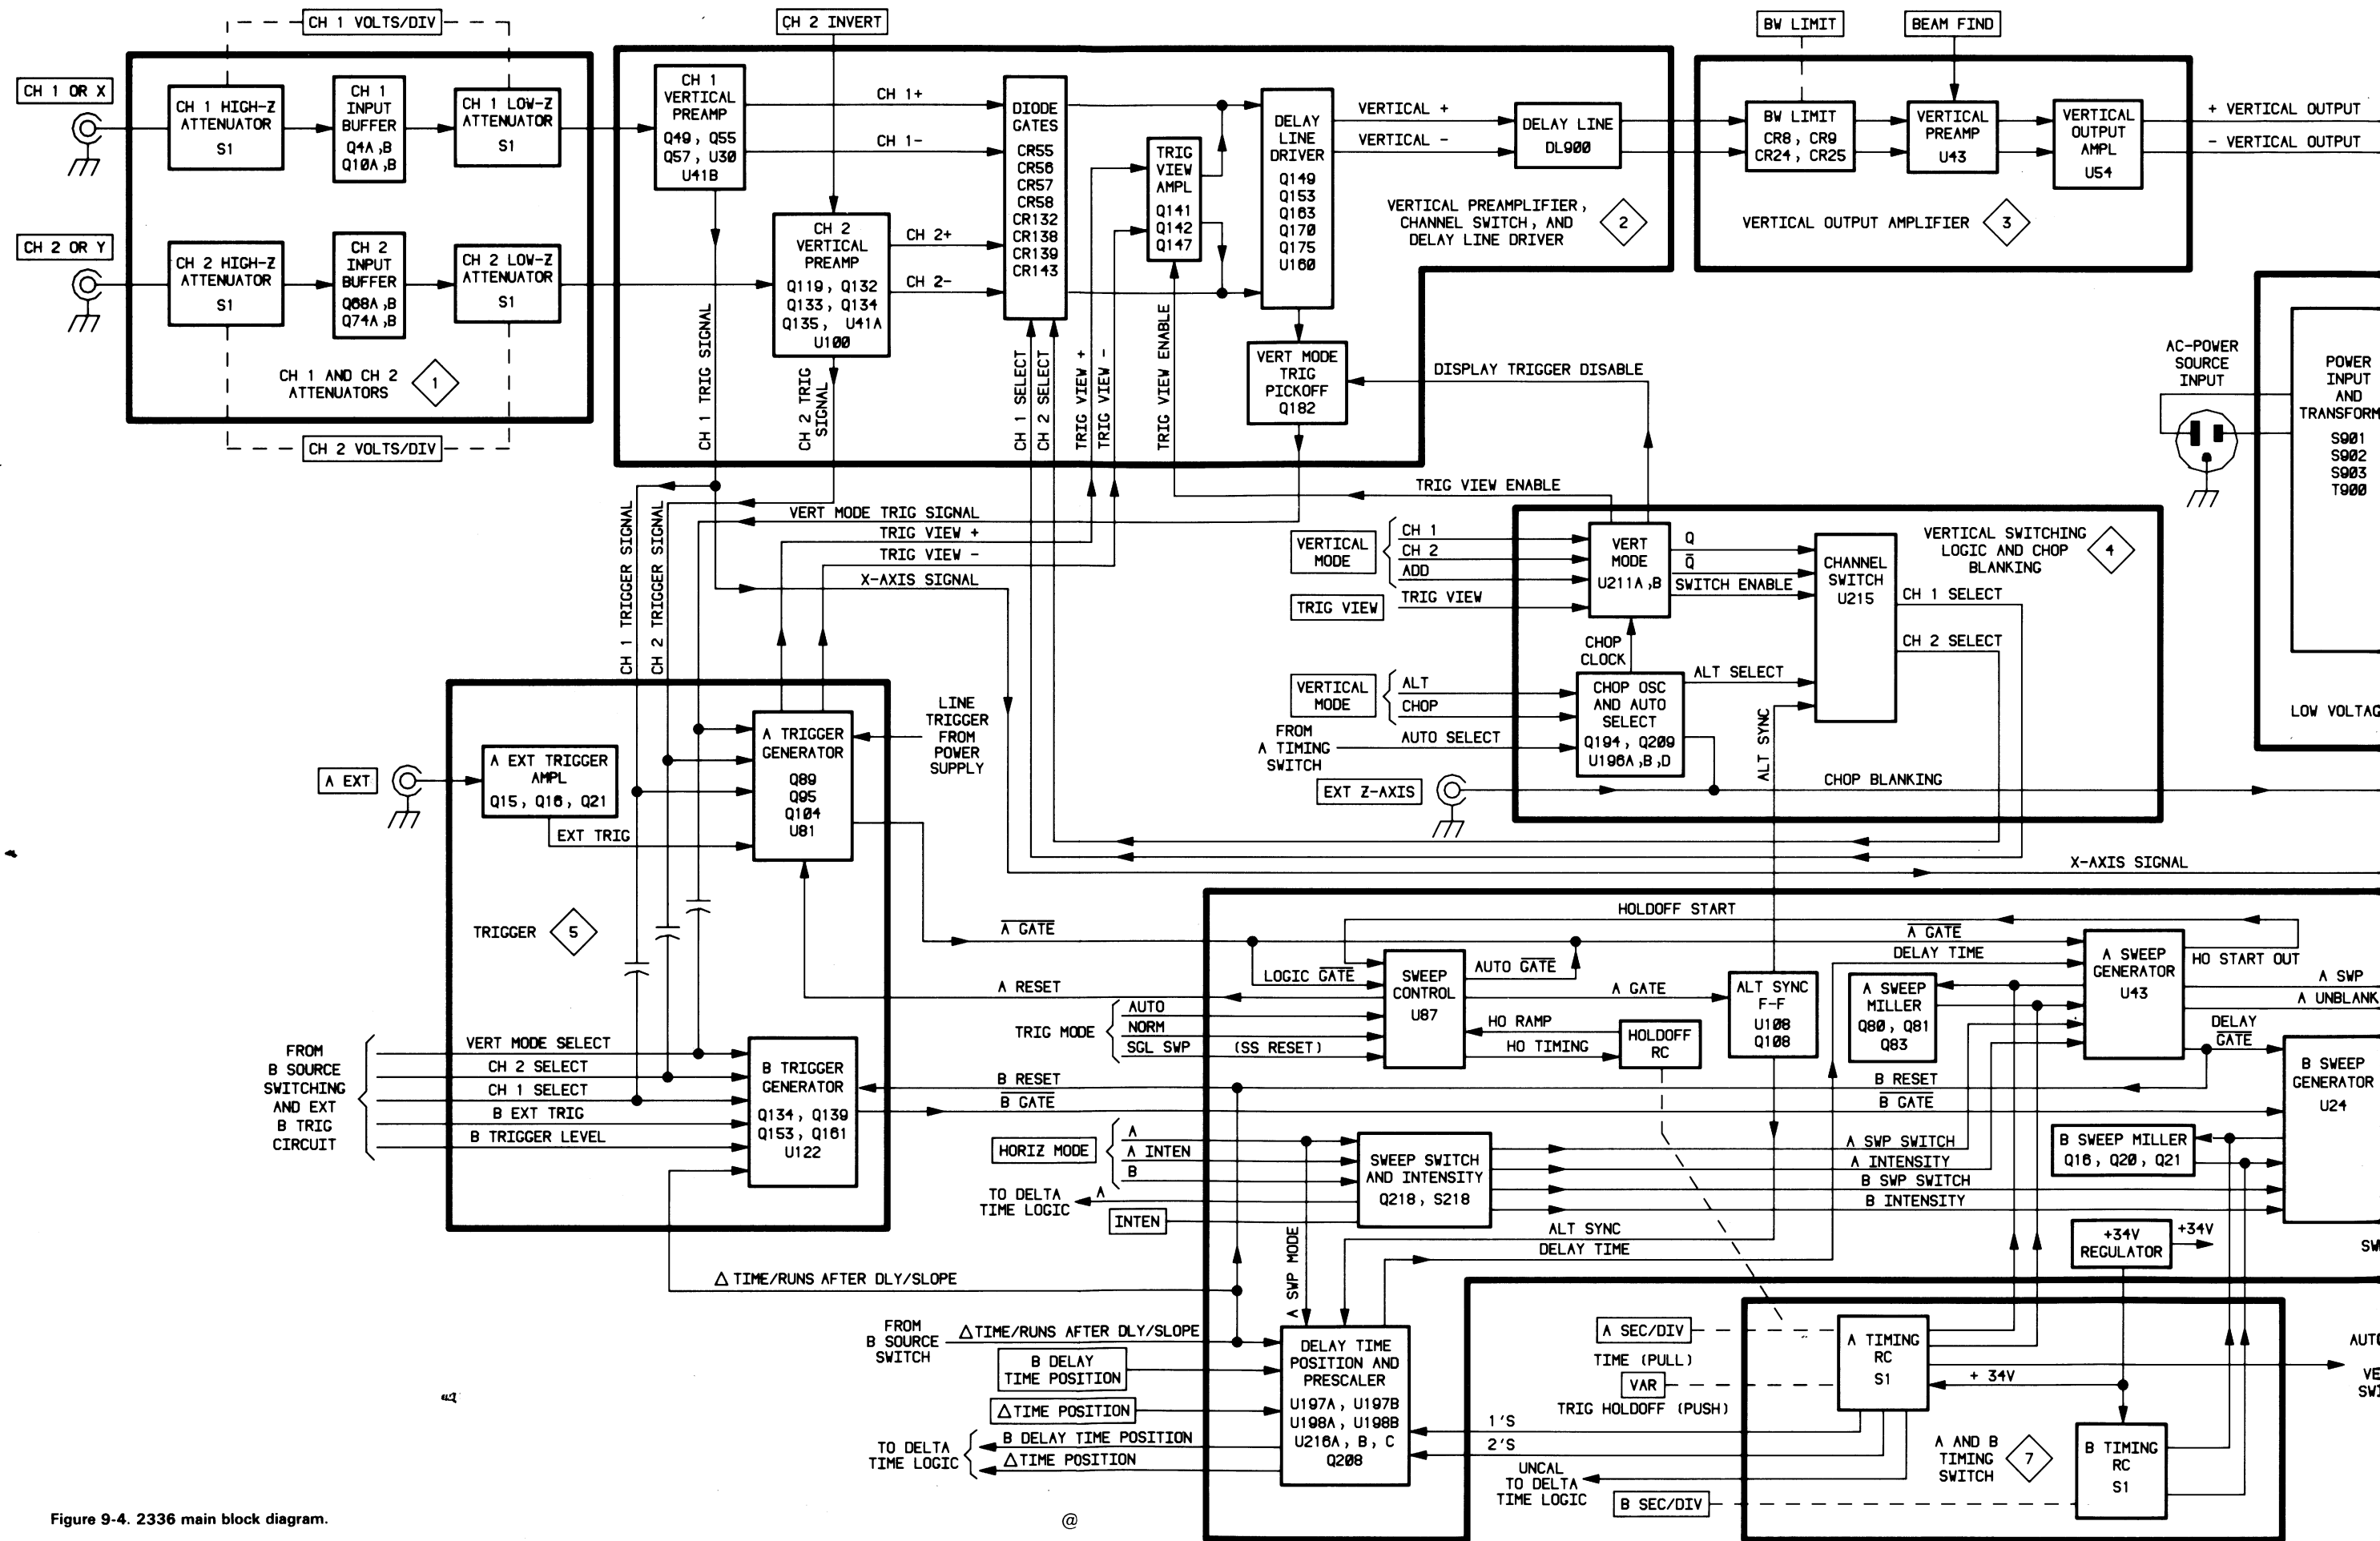 CH 1 VOLTS/DIV
CH 1 OR X
CH 1 HIGH-Z
ATTENUATOR
S1
CH 1
INPUT
BUFFER
Q4A,B
Q10A,B
CH 1 LOW-Z
ATTENUATOR
S1
CH 2 OR Y
CH 2 HIGH-Z
ATTENUATOR
S1
CH 2
INPUT
BUFFER
Q68A,B
Q74A,B
CH 2 LOW-Z
ATTENUATOR
S1
CH 1 AND CH 2
ATTENUATORS
1
CH 2 VOLTS/DIV
CH 2 INVERT
CH 1
VERTICAL
PREAMP
Q49, Q55
Q57, U30
U41B
CH 1+
CH 1-
CH 2
VERTICAL
PREAMP
Q119, Q132
Q133, Q134
Q135, U41A
U100
CH 2+
CH 2-
DIODE
GATES
CR55
CR56
CR57
CR58
CR132
CR138
CR139
CR143
TRIG
VIEW
AMPL
Q141
Q142
Q147
DELAY
LINE
DRIVER
Q149
Q153
Q163
Q170
Q175
U160
VERTICAL +
VERTICAL -
DELAY LINE
DL900
VERTICAL PREAMPLIFIER,
CHANNEL SWITCH, AND
DELAY LINE DRIVER
2
VERT MODE
TRIG
PICKOFF
Q182
CH 1 TRIG SIGNAL
CH 2 TRIG
SIGNAL
CH 1 SELECT
CH 2 SELECT
TRIG VIEW +
TRIG VIEW -
TRIG VIEW ENABLE
BW LIMIT
BEAM FIND
BW LIMIT
CR8, CR9
CR24, CR25
VERTICAL
PREAMP
U43
VERTICAL
OUTPUT
AMPL
U54
+ VERTICAL OUTPUT
- VERTICAL OUTPUT
VERTICAL OUTPUT AMPLIFIER
3
AC-POWER
SOURCE
INPUT
POWER
INPUT
AND
TRANSFORM
S901
S902
S903
T900
LOW VOLTAG
DISPLAY TRIGGER DISABLE
TRIG VIEW ENABLE
VERT MODE TRIG SIGNAL
TRIG VIEW +
TRIG VIEW -
X-AXIS SIGNAL
CH 1 TRIGGER SIGNAL
CH 2 TRIGGER SIGNAL
VERTICAL
MODE
CH 1
CH 2
ADD
TRIG VIEW
TRIG VIEW
VERT
MODE
U211A,B
Q
Q̅
SWITCH ENABLE
CHANNEL
SWITCH
U215
VERTICAL SWITCHING
LOGIC AND CHOP
BLANKING
4
CH 1 SELECT
CH 2 SELECT
CHOP
CLOCK
VERTICAL
MODE
ALT
CHOP
FROM
A TIMING
SWITCH
AUTO SELECT
CHOP OSC
AND AUTO
SELECT
Q194, Q209
U196A,B,D
ALT SELECT
ALT SYNC
EXT Z-AXIS
CHOP BLANKING
X-AXIS SIGNAL
A EXT
A EXT TRIGGER
AMPL
Q15, Q16, Q21
EXT TRIG
A TRIGGER
GENERATOR
Q89
Q95
Q104
U81
LINE
TRIGGER
FROM
POWER
SUPPLY
TRIGGER
5
FROM
B SOURCE
SWITCHING
AND EXT
B TRIG
CIRCUIT
VERT MODE SELECT
CH 2 SELECT
CH 1 SELECT
B EXT TRIG
B TRIGGER LEVEL
B TRIGGER
GENERATOR
Q134, Q139
Q153, Q161
U122
A GATE
A RESET
TRIG MODE
AUTO
NORM
SGL SWP
(SS RESET)
B RESET
B GATE
HOLDOFF START
LOGIC GATE
SWEEP
CONTROL
U87
AUTO GATE
A GATE
HO RAMP
HO TIMING
HOLDOFF
RC
ALT SYNC
F-F
U108
Q108
A GATE
DELAY TIME
A SWEEP
MILLER
Q80, Q81
Q83
A SWEEP
GENERATOR
U43
HO START OUT
A SWP
A UNBLANK
DELAY
GATE
B RESET
B GATE
B SWEEP
GENERATOR
U24
B SWEEP MILLER
Q16, Q20, Q21
HORIZ MODE
A
A INTEN
B
TO DELTA
TIME LOGIC
A
INTEN
SWEEP SWITCH
AND INTENSITY
Q218, S218
A SWP SWITCH
A INTENSITY
B SWP SWITCH
B INTENSITY
ALT SYNC
DELAY TIME
A SWP MODE
+34V
REGULATOR
+34V
SW
△ TIME/RUNS AFTER DLY/SLOPE
FROM
B SOURCE
SWITCH
△TIME/RUNS AFTER DLY/SLOPE
B DELAY
TIME POSITION
△TIME POSITION
TO DELTA
TIME LOGIC
B DELAY TIME POSITION
△TIME POSITION
DELAY TIME
POSITION AND
PRESCALER
U197A, U197B
U198A, U198B
U216A, B, C
Q208
1'S
2'S
UNCAL
TO DELTA
TIME LOGIC
A SEC/DIV
TIME (PULL)
VAR
TRIG HOLDOFF (PUSH)
B SEC/DIV
A TIMING
RC
S1
+ 34V
A AND B
TIMING
SWITCH
7
B TIMING
RC
S1
AUTO
VE
SWI
Figure 9-4. 2336 main block diagram.
@